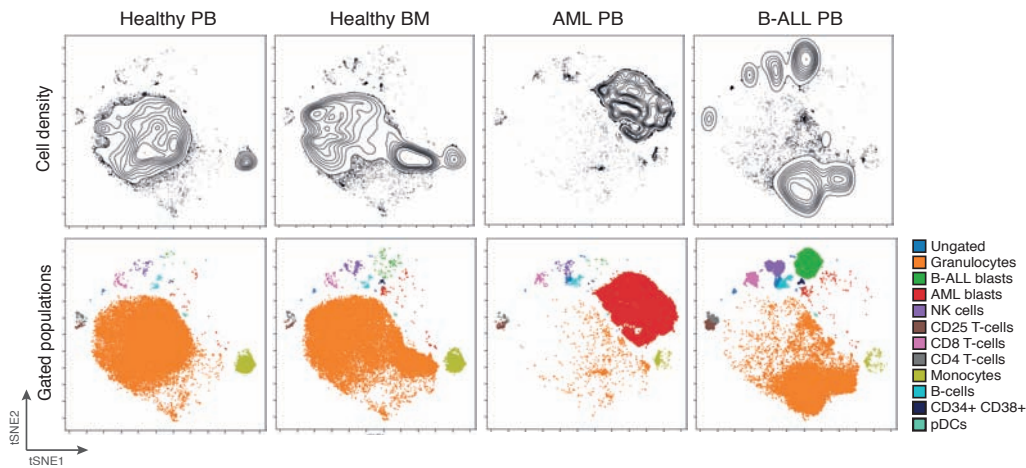 Healthy PB
Healthy BM
AML PB
B-ALL PB
Cell density
Gated populations
Ungated
Granulocytes
B-ALL blasts
AML blasts
NK cells
CD25 T-cells
CD8 T-cells
CD4 T-cells
Monocytes
B-cells
CD34+ CD38+
pDCs
tSNE2
tSNE1